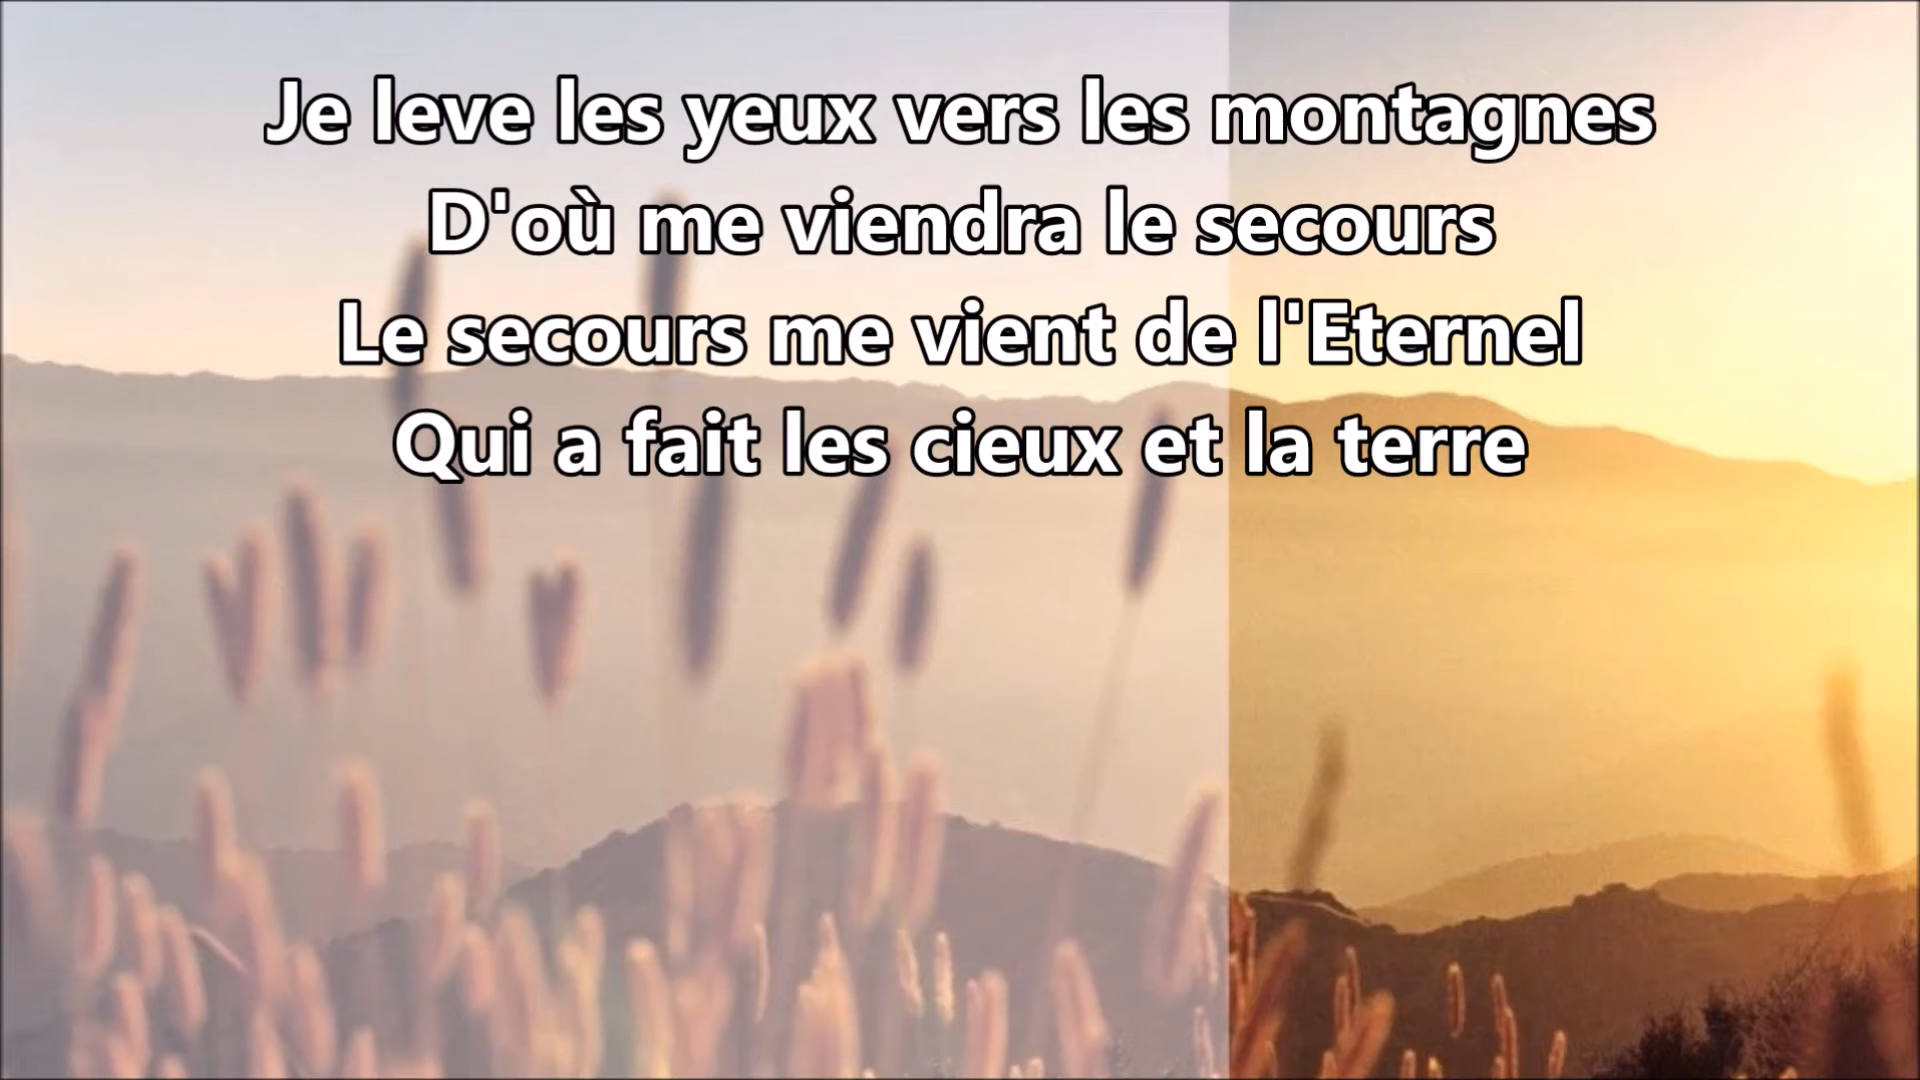 Je leve les yeux vers les montagnes
D'où me viendra le secours
Le secours me vient de l'Eternel
Qui a fait les cieux et la terre